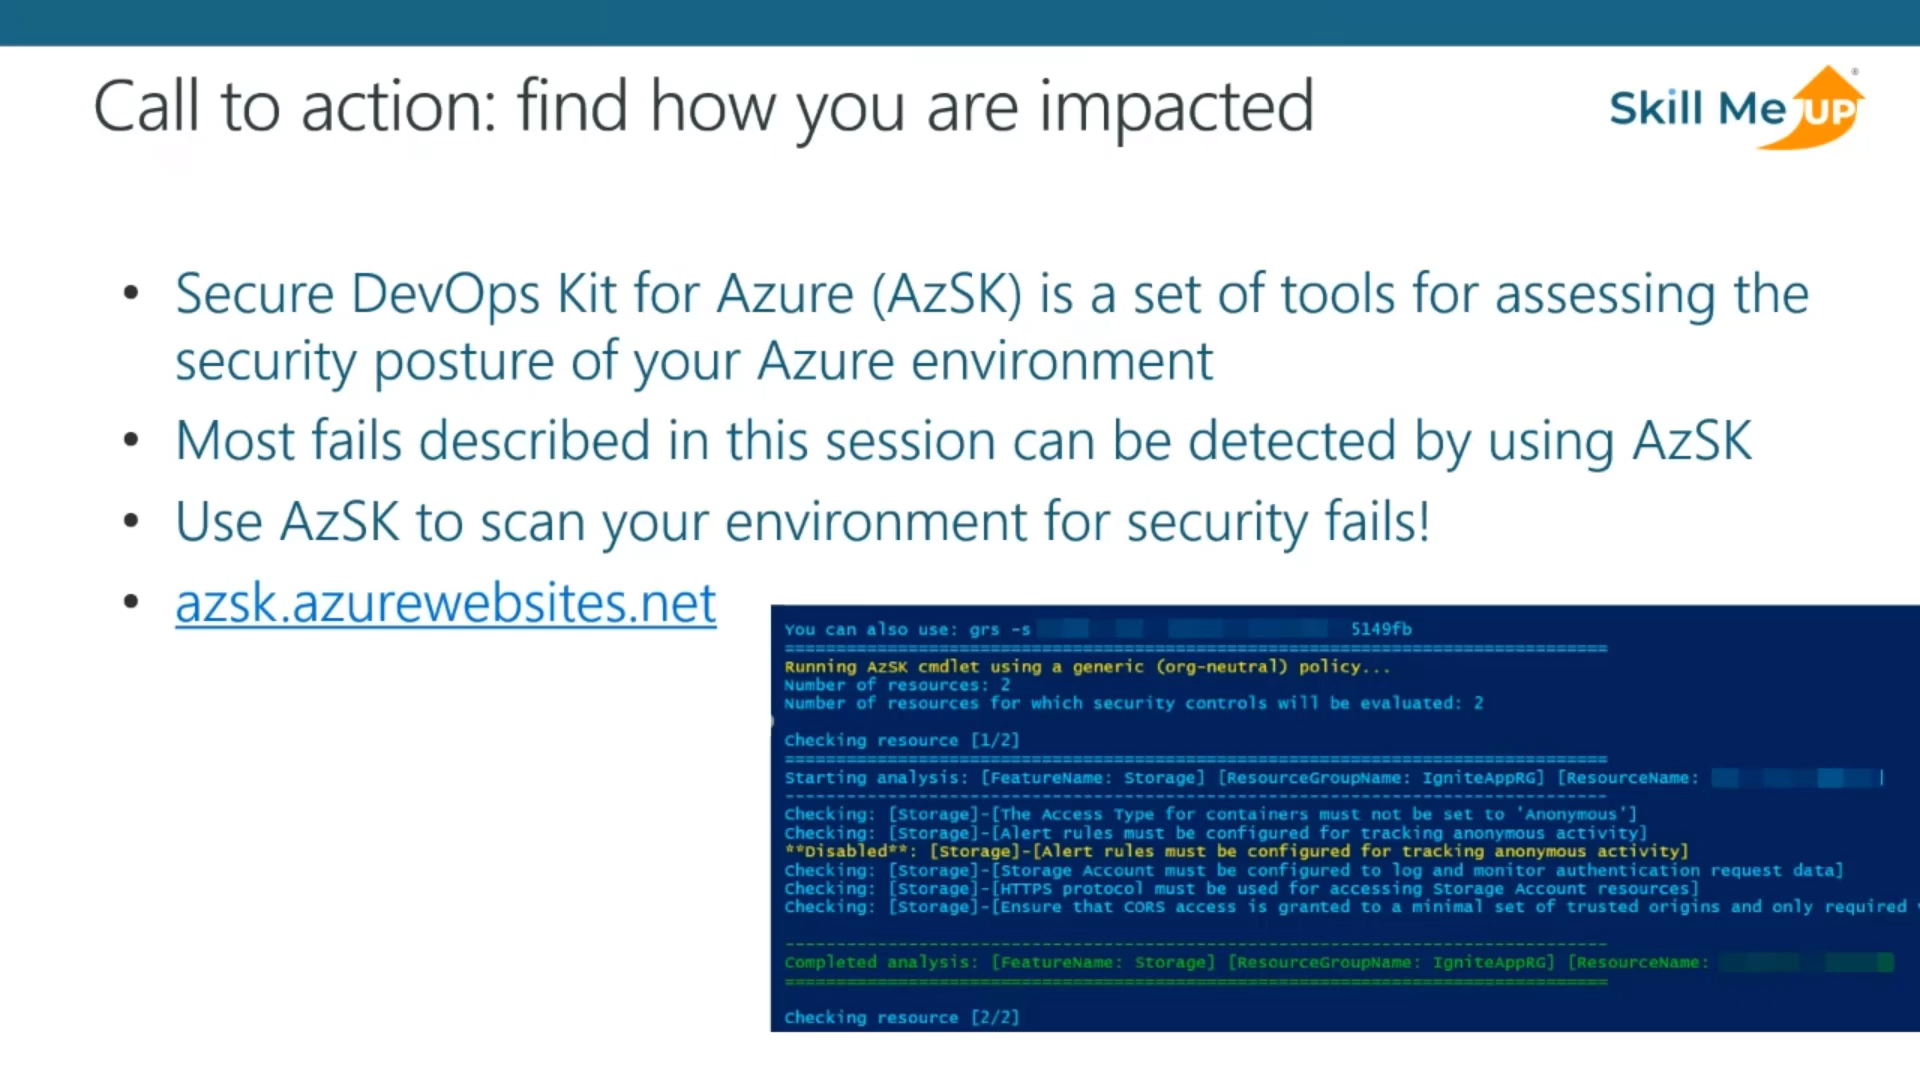 Call to action: find how you are impacted
Skill Me UP®
• Secure DevOps Kit for Azure (AzSK) is a set of tools for assessing the
security posture of your Azure environment
• Most fails described in this session can be detected by using AzSK
• Use AzSK to scan your environment for security fails!
• azsk.azurewebsites.net
You can also use: grs -s 5149fb
================================================================================
Running AzSK cmdlet using a generic (org-neutral) policy...
Number of resources: 2
Number of resources for which security controls will be evaluated: 2
Checking resource [1/2]
================================================================================
Starting analysis: [FeatureName: Storage] [ResourceGroupName: IgniteAppRG] [ResourceName: ]
--------------------------------------------------------------------------------
Checking: [Storage]-[The Access Type for containers must not be set to 'Anonymous']
Checking: [Storage]-[Alert rules must be configured for tracking anonymous activity]
**Disabled**: [Storage]-[Alert rules must be configured for tracking anonymous activity]
Checking: [Storage]-[Storage Account must be configured to log and monitor authentication request data]
Checking: [Storage]-[HTTPS protocol must be used for accessing Storage Account resources]
Checking: [Storage]-[Ensure that CORS access is granted to a minimal set of trusted origins and only required
--------------------------------------------------------------------------------
Completed analysis: [FeatureName: Storage] [ResourceGroupName: IgniteAppRG] [ResourceName:
================================================================================
Checking resource [2/2]